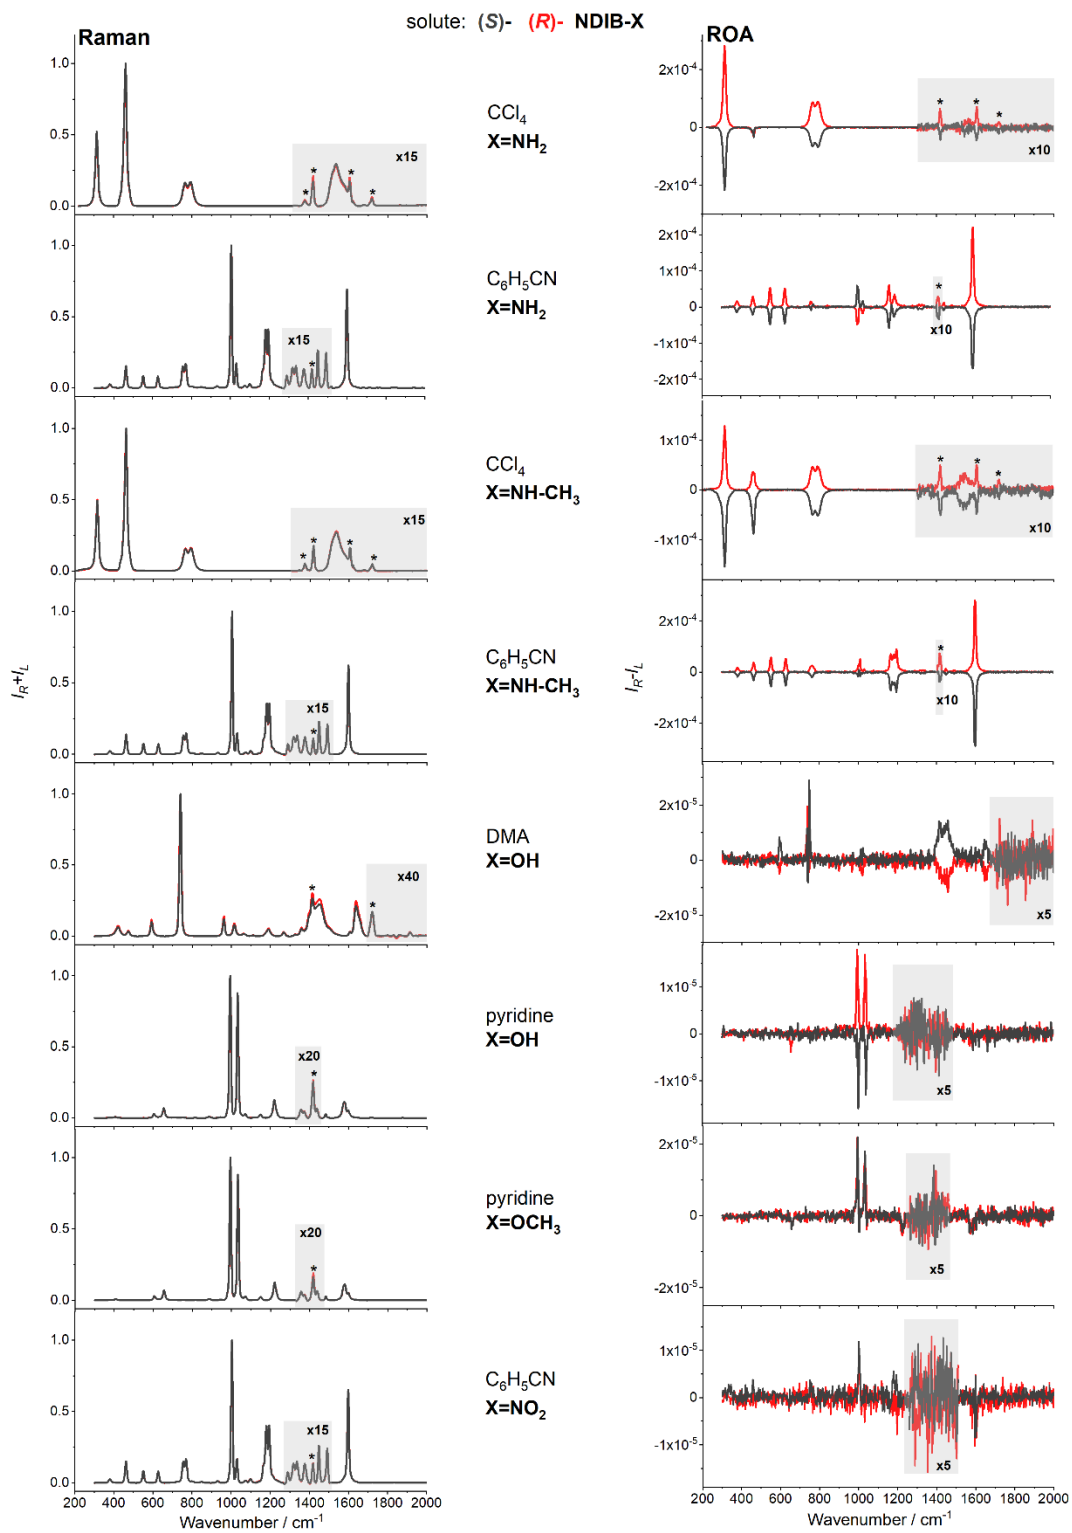 solute: (S)- (R)- NDIB-X
Raman
ROA
1.0
0.5
0.0
x15
* * * *
CCl4
X=NH2
2x10-4
0
-2x10-4
* * *
x10
1.0
0.5
0.0
x15
*
C6H5CN
X=NH2
2x10-4
1x10-4
0
-1x10-4
-2x10-4
*
x10
1.0
0.5
0.0
x15
* * * *
CCl4
X=NH-CH3
1x10-4
0
-1x10-4
* * *
x10
1.0
0.5
0.0
x15
*
C6H5CN
X=NH-CH3
2x10-4
0
-2x10-4
*
x10
IR+IL
IR-IL
1.0
0.5
0.0
*
x40
DMA
X=OH
2x10-5
0
-2x10-5
x5
1.0
0.5
0.0
x20
*
pyridine
X=OH
1x10-5
0
-1x10-5
x5
1.0
0.5
0.0
x20
*
pyridine
X=OCH3
2x10-5
0
-2x10-5
x5
1.0
0.5
0.0
x15
*
C6H5CN
X=NO2
1x10-5
0
-1x10-5
x5
200 400 600 800 1000 1200 1400 1600 1800 2000
Wavenumber / cm-1
200 400 600 800 1000 1200 1400 1600 1800 2000
Wavenumber / cm-1